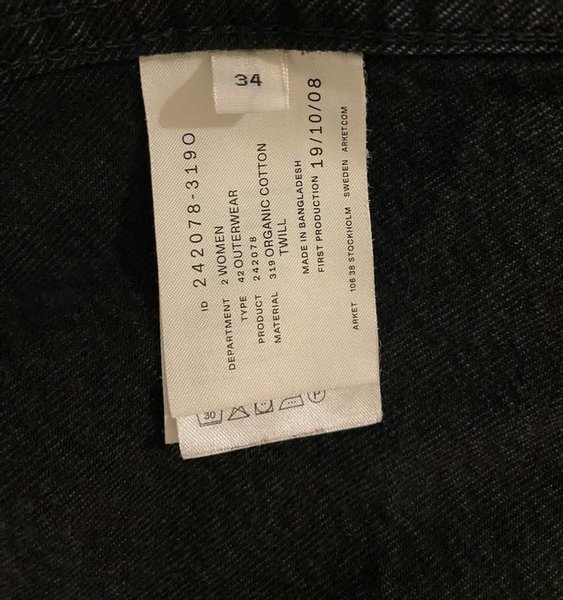 34
ID 242078-319O
DEPARTMENT 2 WOMEN
TYPE 42 OUTERWEAR
PRODUCT 242078
MATERIAL 319 ORGANIC COTTON
TWILL
MADE IN BANGLADESH
FIRST PRODUCTION 19/10/08
ARKET 106 38 STOCKHOLM SWEDEN ARKET.COM
30
P